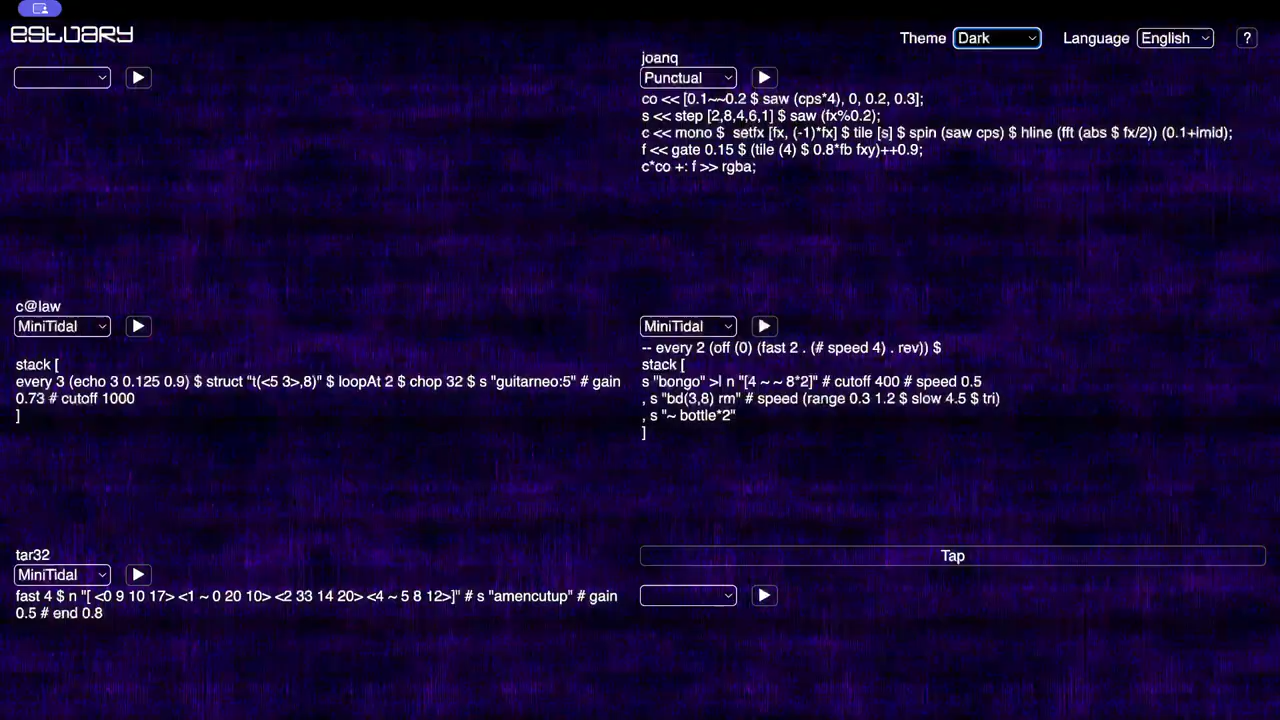 estuary
Theme Dark Language English ?
joanq
Punctual
co << [0.1~~0.2 $ saw (cps*4), 0, 0.2, 0.3];
s << step [2,8,4,6,1] $ saw (fx%0.2);
c << mono $  setfx [fx, (-1)*fx] $ tile [s] $ spin (saw cps) $ hline (fft (abs $ fx/2)) (0.1+imid);
f << gate 0.15 $ (tile (4) $ 0.8*fb fxy)++0.9;
c*co +: f >> rgba;
c@law
MiniTidal
stack [
every 3 (echo 3 0.125 0.9) $ struct "t(<5 3>,8)" $ loopAt 2 $ chop 32 $ s "guitarneo:5" # gain
0.73 # cutoff 1000
]
MiniTidal
-- every 2 (off (0) (fast 2 . (# speed 4) . rev)) $
stack [
s "bongo" >| n "[4 ~ ~ 8*2]" # cutoff 400 # speed 0.5
, s "bd(3,8) rm" # speed (range 0.3 1.2 $ slow 4.5 $ tri)
, s "~ bottle*2"
]
tar32
MiniTidal
fast 4 $ n "[ <0 9 10 17> <1 ~ 0 20 10> <2 33 14 20> <4 ~ 5 8 12>]" # s "amencutup" # gain
0.5 # end 0.8
Tap